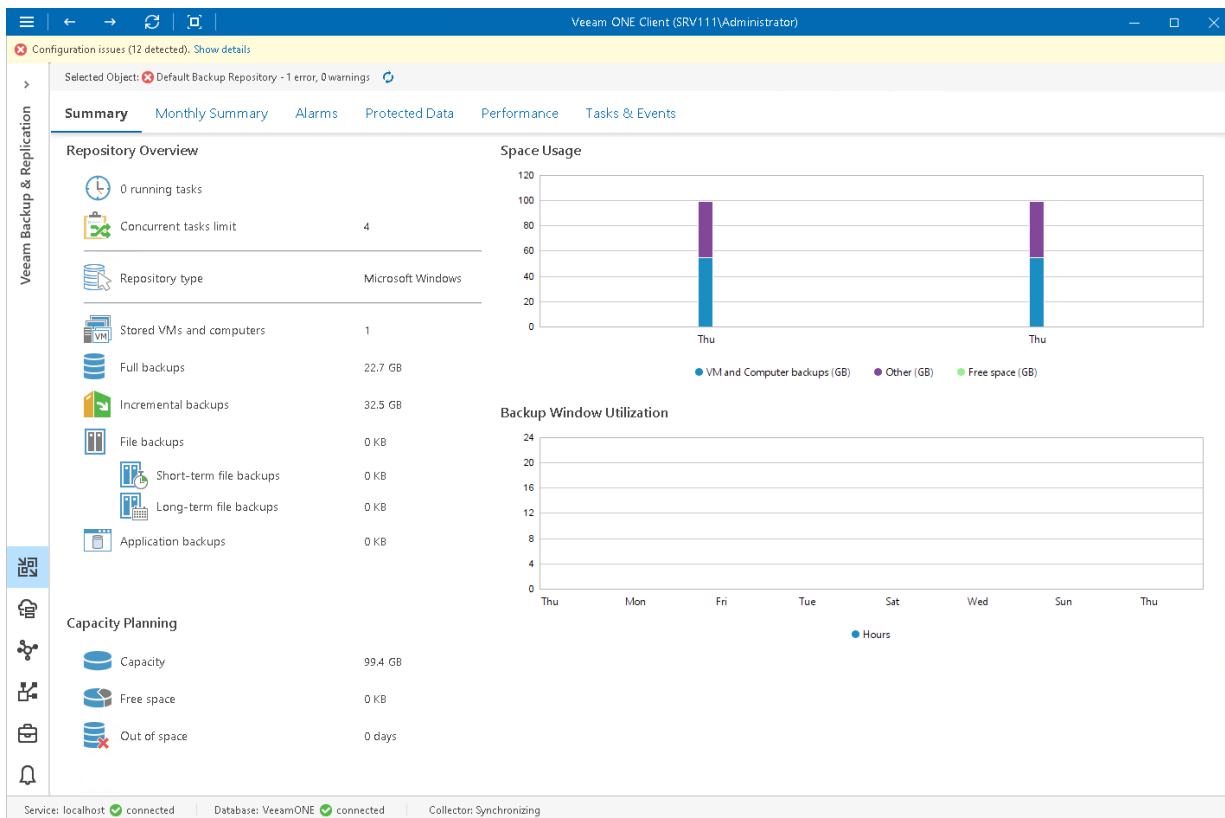 Veeam ONE Client (SRV111\Administrator)
Configuration issues (12 detected). Show details
Selected Object: Default Backup Repository - 1 error, 0 warnings
Veeam Backup & Replication
Summary Monthly Summary Alarms Protected Data Performance Tasks & Events
Repository Overview
0 running tasks
Concurrent tasks limit 4
Repository type Microsoft Windows
VM
Stored VMs and computers 1
Full backups 22.7 GB
Incremental backups 32.5 GB
File backups 0 KB
Short-term file backups 0 KB
Long-term file backups 0 KB
Application backups 0 KB
Capacity Planning
Capacity 99.4 GB
Free space 0 KB
Out of space 0 days
Space Usage
120
100
80
60
40
20
0
Thu Thu
VM and Computer backups (GB) Other (GB) Free space (GB)
Backup Window Utilization
24
20
16
12
8
4
0
Thu Mon Fri Tue Sat Wed Sun Thu
Hours
Service: localhost connected Database: VeeamONE connected Collector: Synchronizing